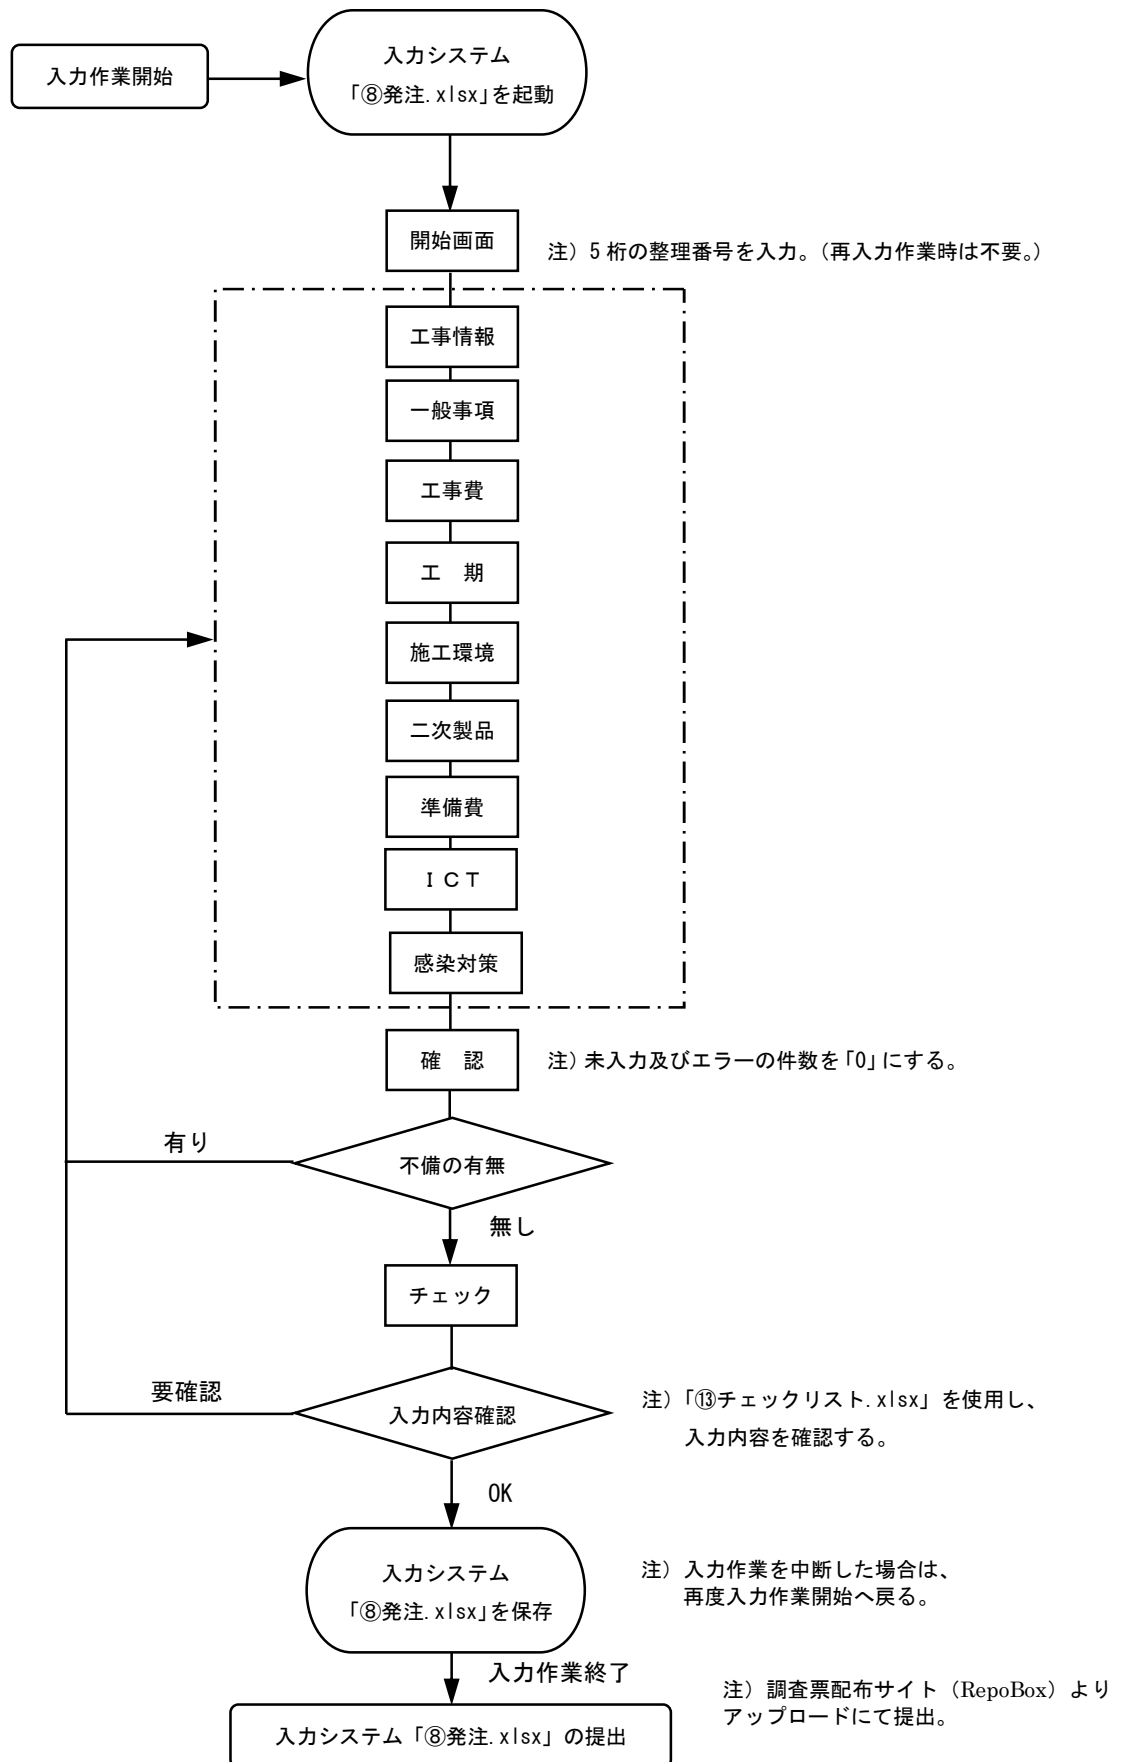 入力作業開始
入力システム
「⑧発注.xlsx」を起動
開始画面
注）5桁の整理番号を入力。（再入力作業時は不要。）
工事情報
一般事項
工事費
工　期
施工環境
二次製品
準備費
ＩＣＴ
感染対策
確　認
注）未入力及びエラーの件数を「0」にする。
有り
不備の有無
無し
チェック
要確認
入力内容確認
注）「⑬チェックリスト.xlsx」を使用し、
入力内容を確認する。
OK
入力システム
「⑧発注.xlsx」を保存
注）入力作業を中断した場合は、
再度入力作業開始へ戻る。
入力作業終了
入力システム「⑧発注.xlsx」の提出
注）調査票配布サイト（RepoBox）より
アップロードにて提出。